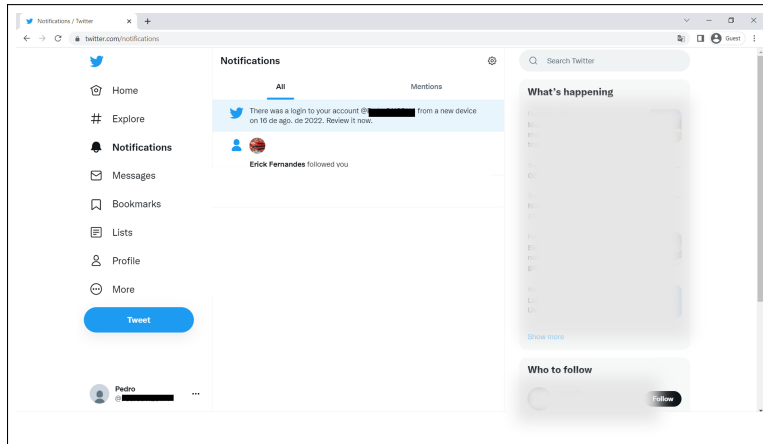 Notifications / Twitter
twitter.com/notifications
Guest
Home
Explore
Notifications
Messages
Bookmarks
Lists
Profile
More
Tweet
Pedro
@
Notifications
All
Mentions
There was a login to your account @ from a new device
on 16 de ago. de 2022. Review it now.
Erick Fernandes followed you
Search Twitter
What's happening
Show more
Who to follow
Follow